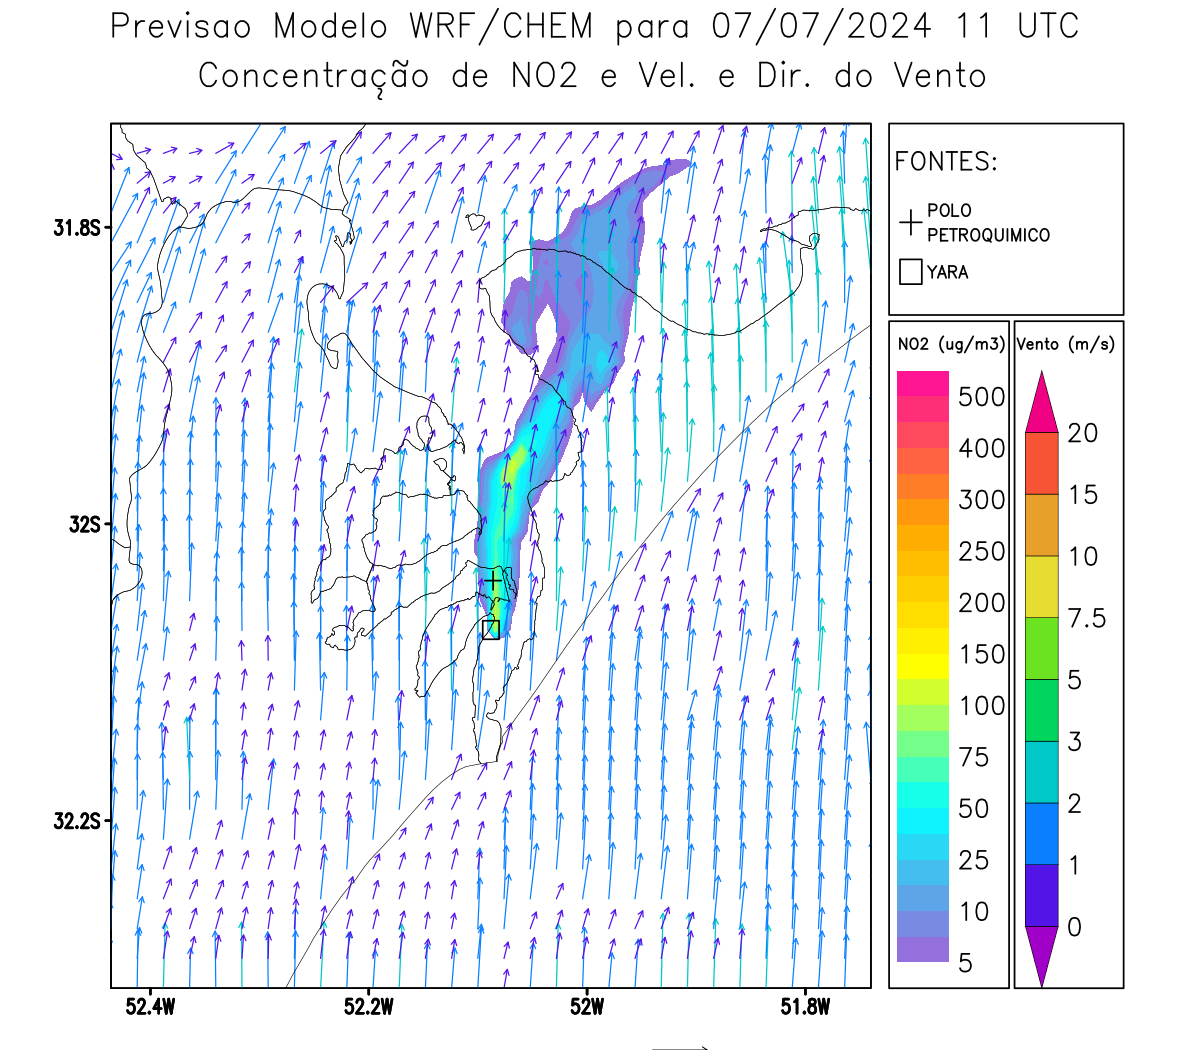 Previsao Modelo WRF/CHEM para 07/07/2024 11 UTC
Concentração de NO2 e Vel. e Dir. do Vento
FONTES:
POLO
PETROQUIMICO
YARA
NO2 (ug/m3)
500
400
300
250
200
150
100
75
50
25
10
5
Vento (m/s)
20
15
10
7.5
5
3
2
1
0
31.8S
32S
32.2S
52.4W
52.2W
52W
51.8W